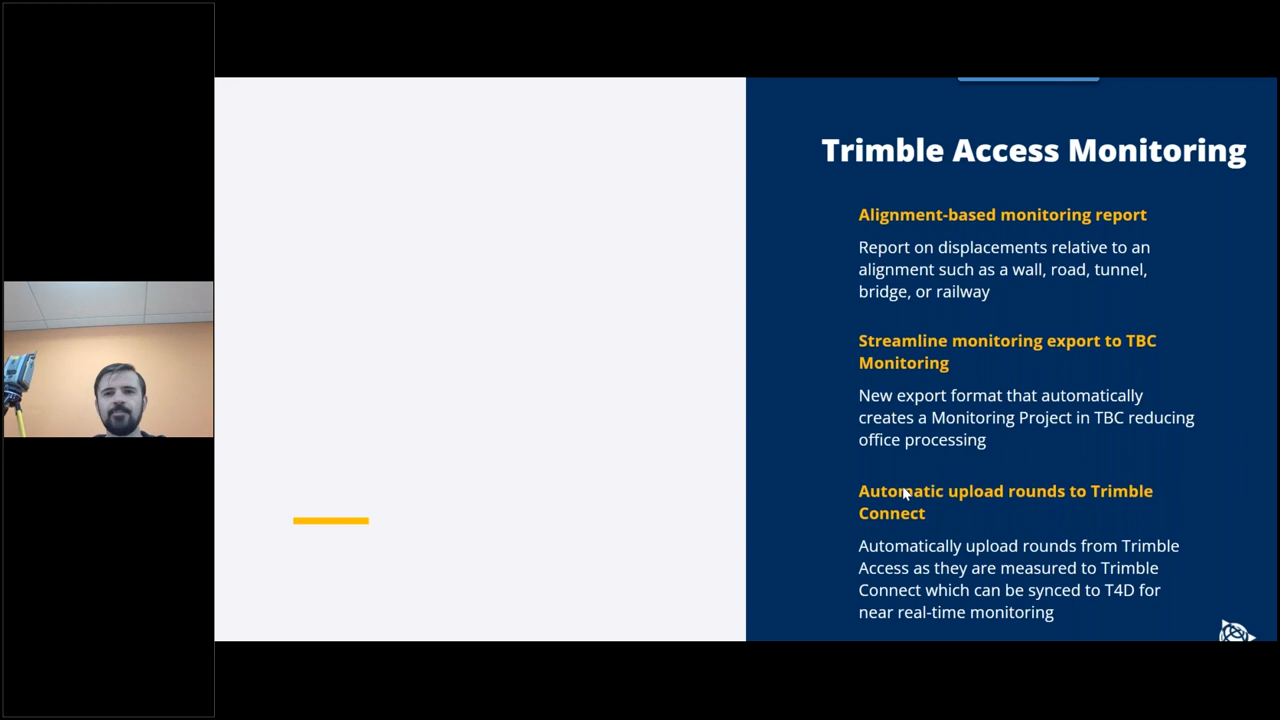 Trimble Access Monitoring
Alignment-based monitoring report
Report on displacements relative to an
alignment such as a wall, road, tunnel,
bridge, or railway
Streamline monitoring export to TBC
Monitoring
New export format that automatically
creates a Monitoring Project in TBC reducing
office processing
Automatic upload rounds to Trimble
Connect
Automatically upload rounds from Trimble
Access as they are measured to Trimble
Connect which can be synced to T4D for
near real-time monitoring